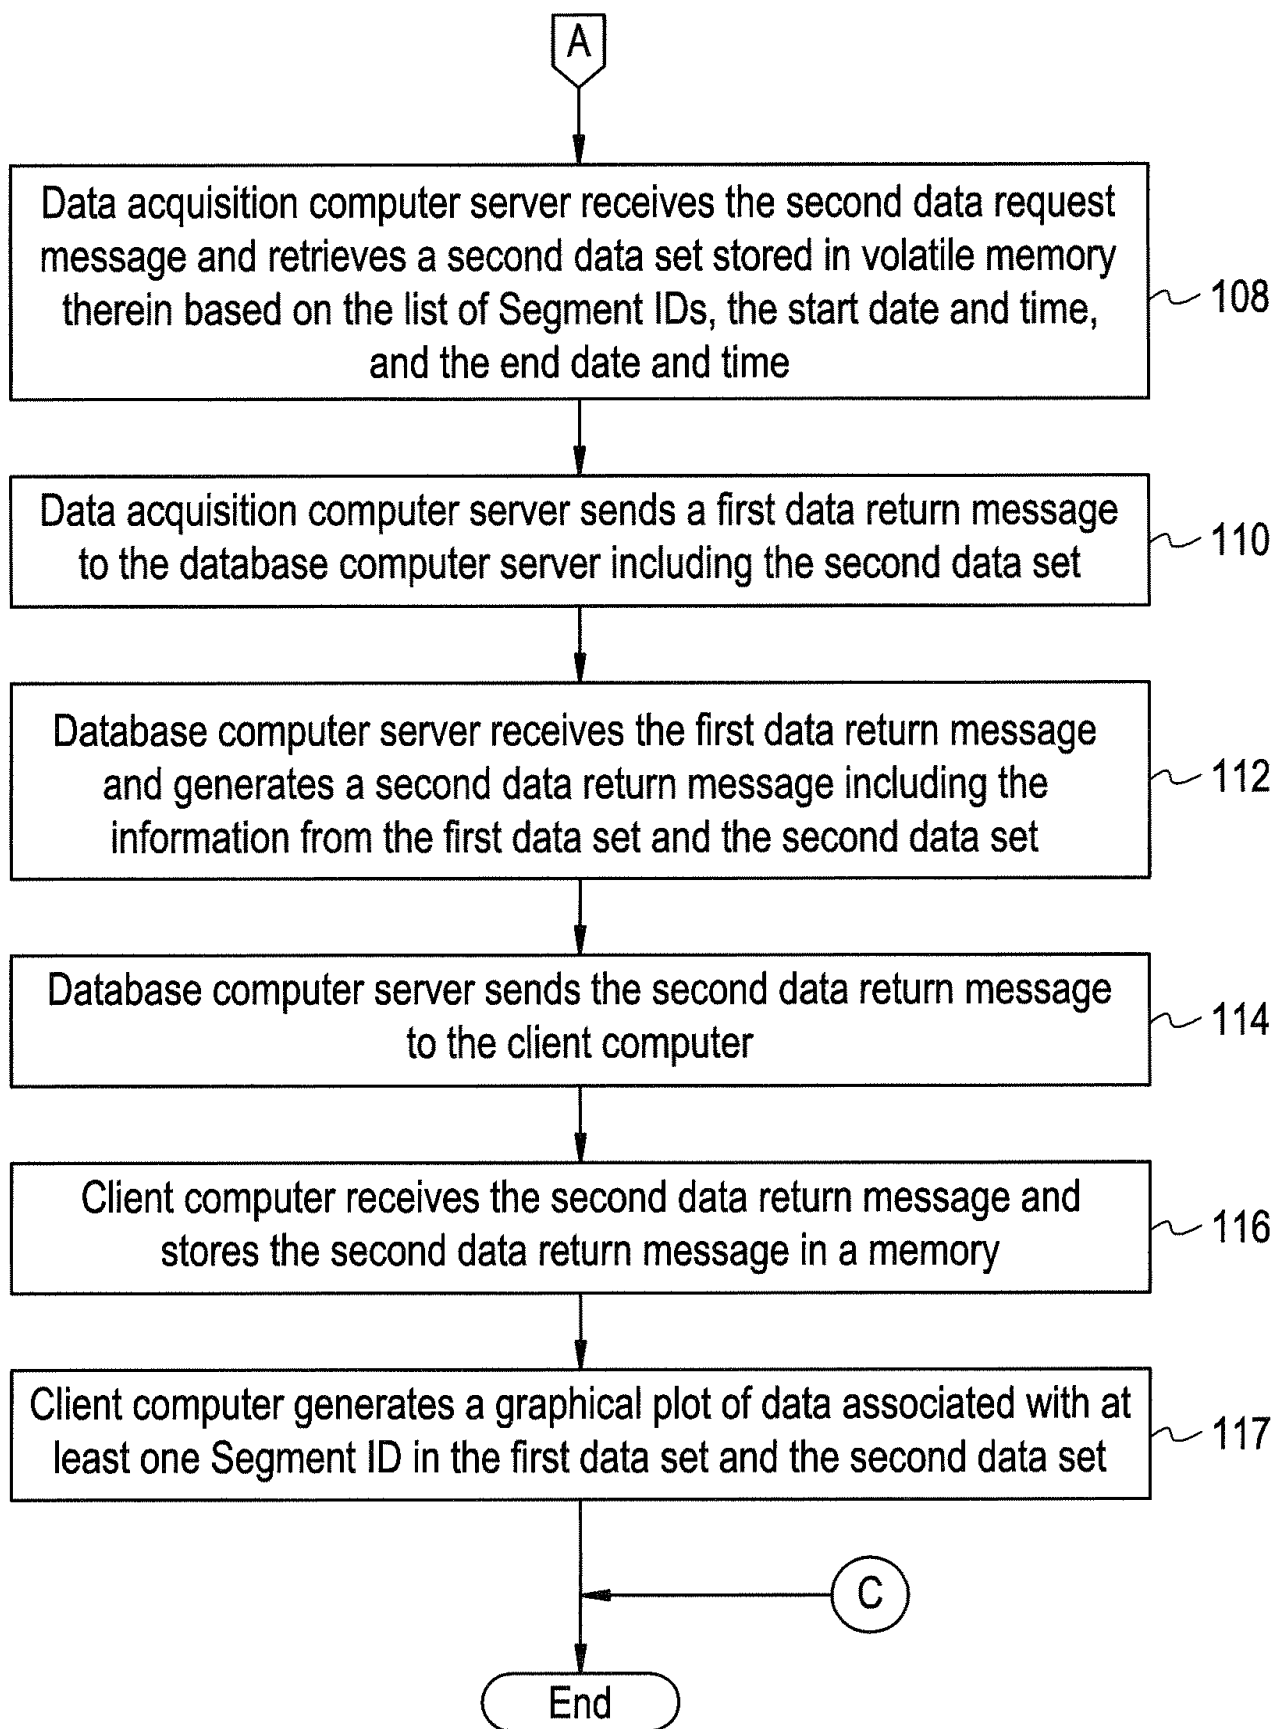 A
Data acquisition computer server receives the second data request
message and retrieves a second data set stored in volatile memory
therein based on the list of Segment IDs, the start date and time,
and the end date and time
108
Data acquisition computer server sends a first data return message
to the database computer server including the second data set
110
Database computer server receives the first data return message
and generates a second data return message including the
information from the first data set and the second data set
112
Database computer server sends the second data return message
to the client computer
114
Client computer receives the second data return message and
stores the second data return message in a memory
116
Client computer generates a graphical plot of data associated with at
least one Segment ID in the first data set and the second data set
117
C
End